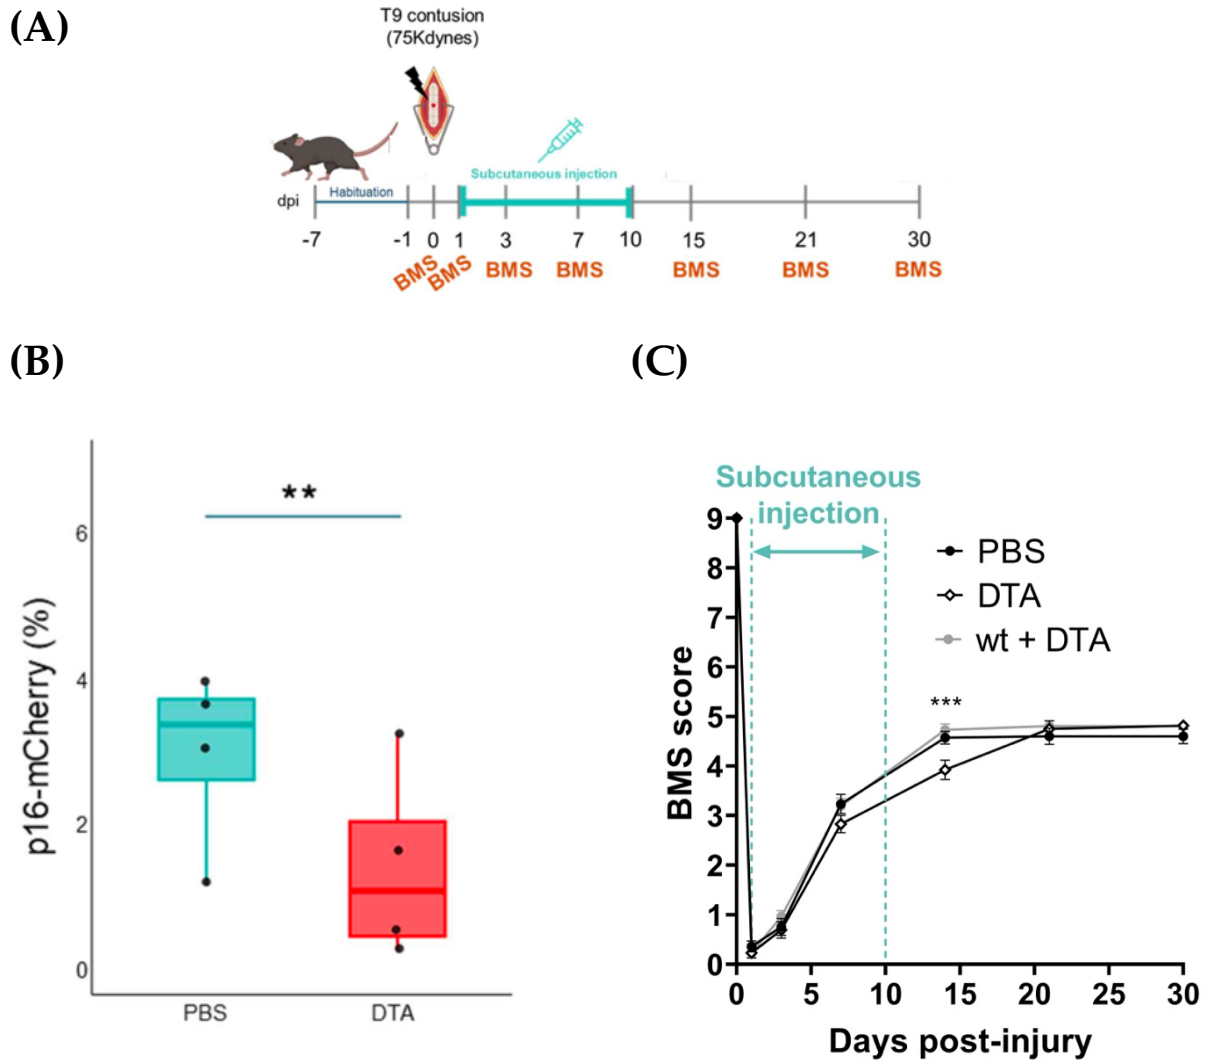 (A)
T9 contusion
(75Kdynes)
Subcutaneous injection
Habituation
dpi
-7 -1 0 1 3 7 10 15 21 30
BMS BMS BMS BMS BMS BMS BMS
(B)
**
6
4
2
0
p16-mCherry (%)
PBS DTA
(C)
Subcutaneous
injection
PBS
DTA
wt + DTA
***
9
8
7
6
5
4
3
2
1
0
BMS score
0 5 10 15 20 25 30
Days post-injury